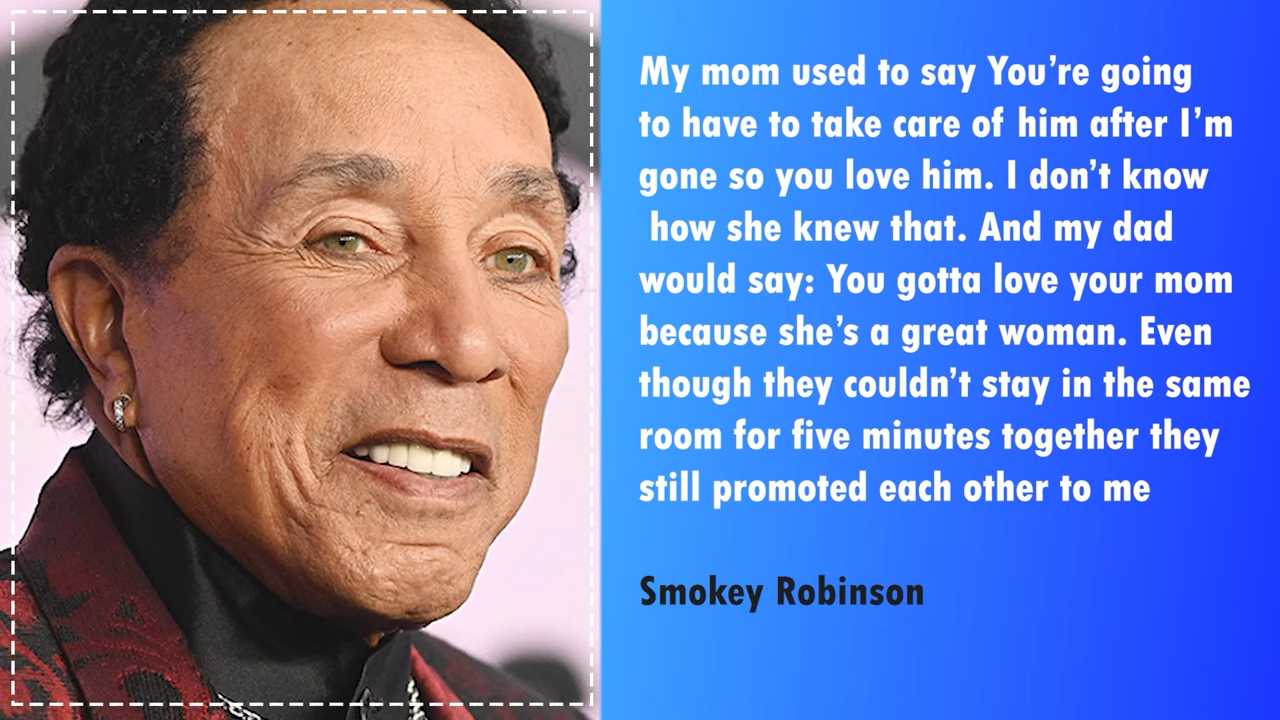 My mom used to say You’re going
to have to take care of him after I’m
gone so you love him. I don’t know
how she knew that. And my dad
would say: You gotta love your mom
because she’s a great woman. Even
though they couldn’t stay in the same
room for five minutes together they
still promoted each other to me
Smokey Robinson